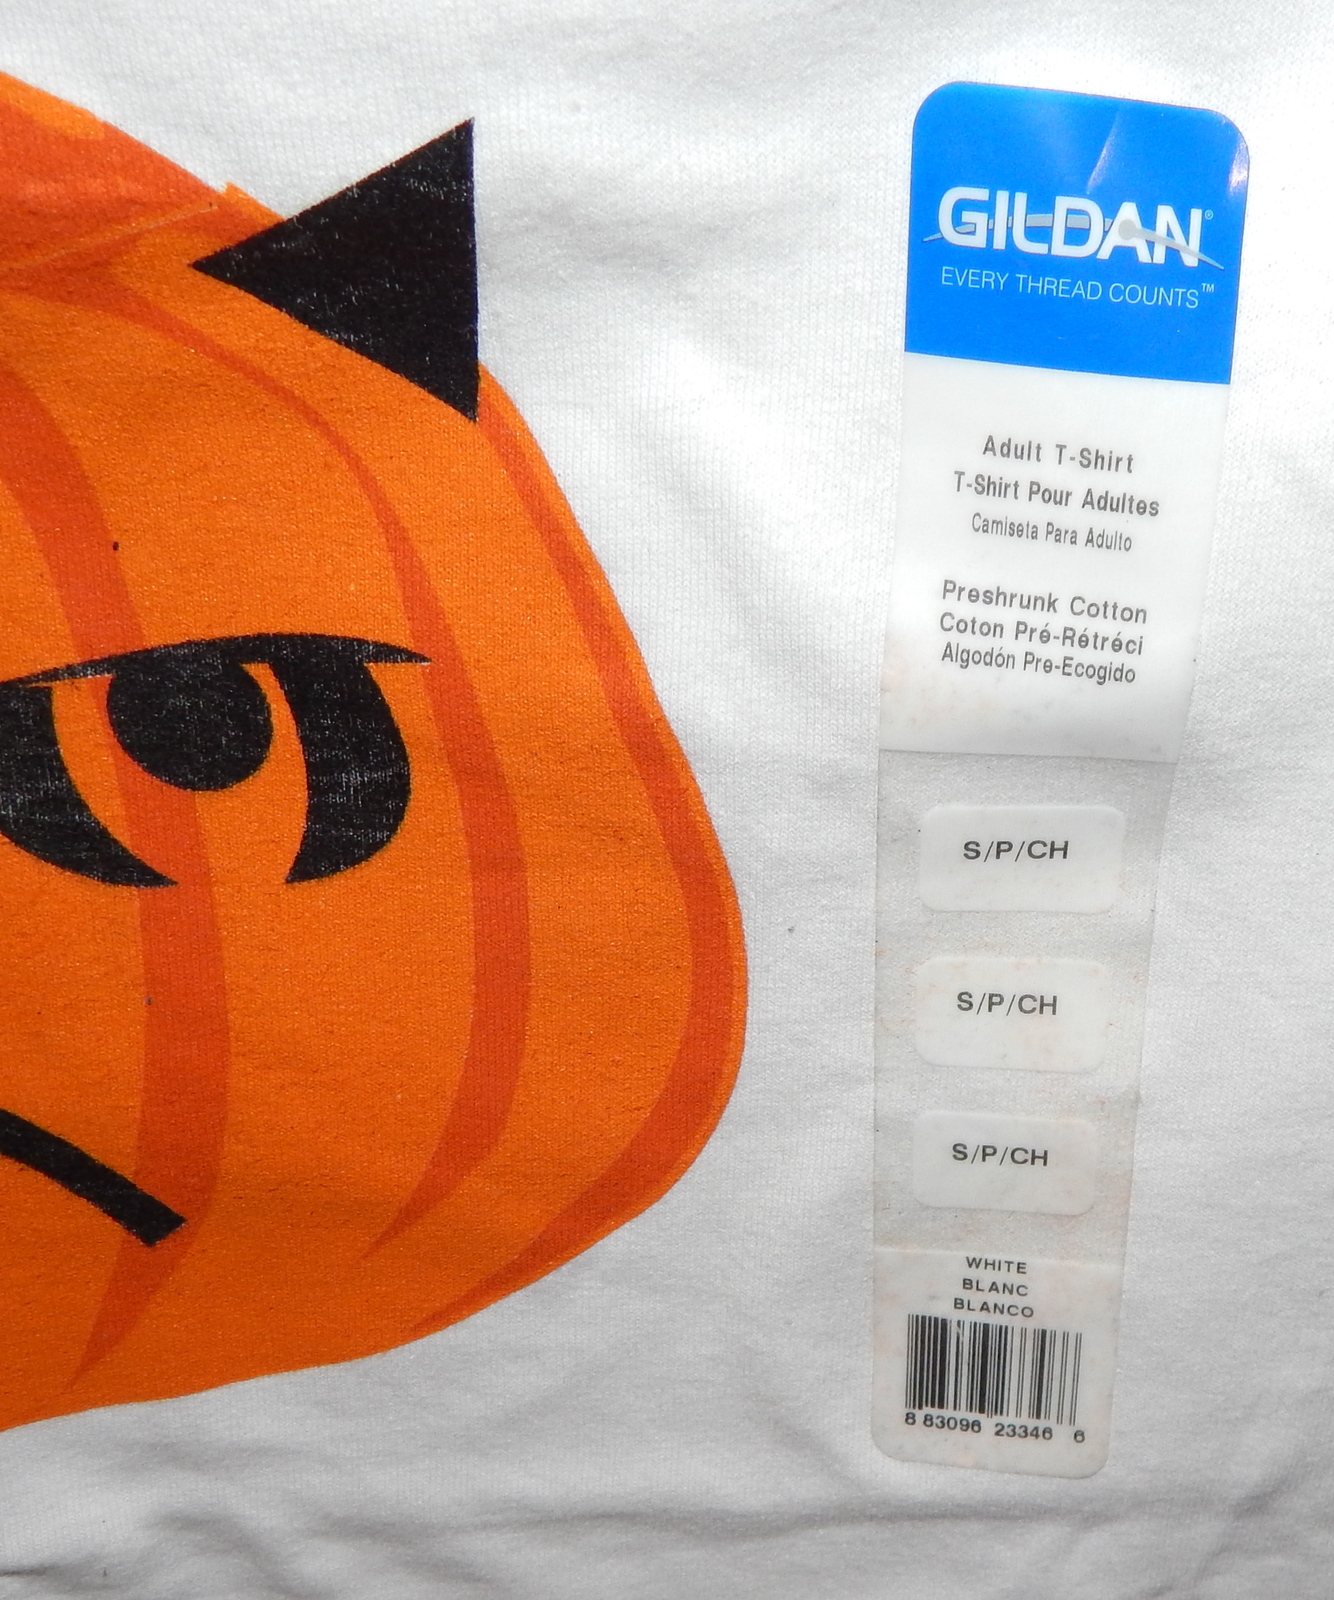 GILDAN®
EVERY THREAD COUNTS™
Adult T-Shirt
T-Shirt Pour Adultes
Camiseta Para Adulto
Preshrunk Cotton
Coton Pré-Rétréci
Algodón Pre-Ecogido
S/P/CH
S/P/CH
S/P/CH
WHITE
BLANC
BLANCO
8 83096 23346 6